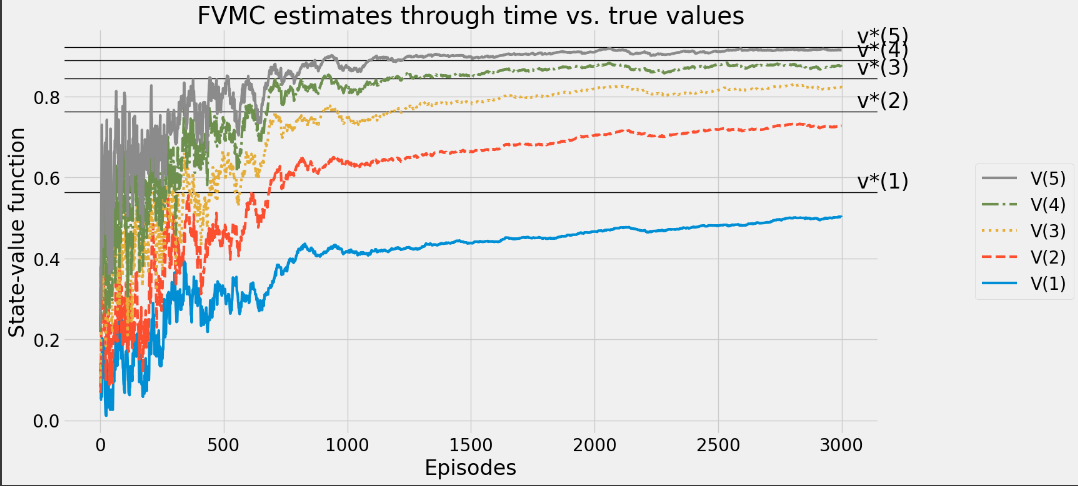 FVMC estimates through time vs. true values
v*(5)
v*(4)
v*(3)
v*(2)
v*(1)
State-value function
0.8
0.6
0.4
0.2
0.0
0 500 1000 1500 2000 2500 3000
Episodes
V(5)
V(4)
V(3)
V(2)
V(1)